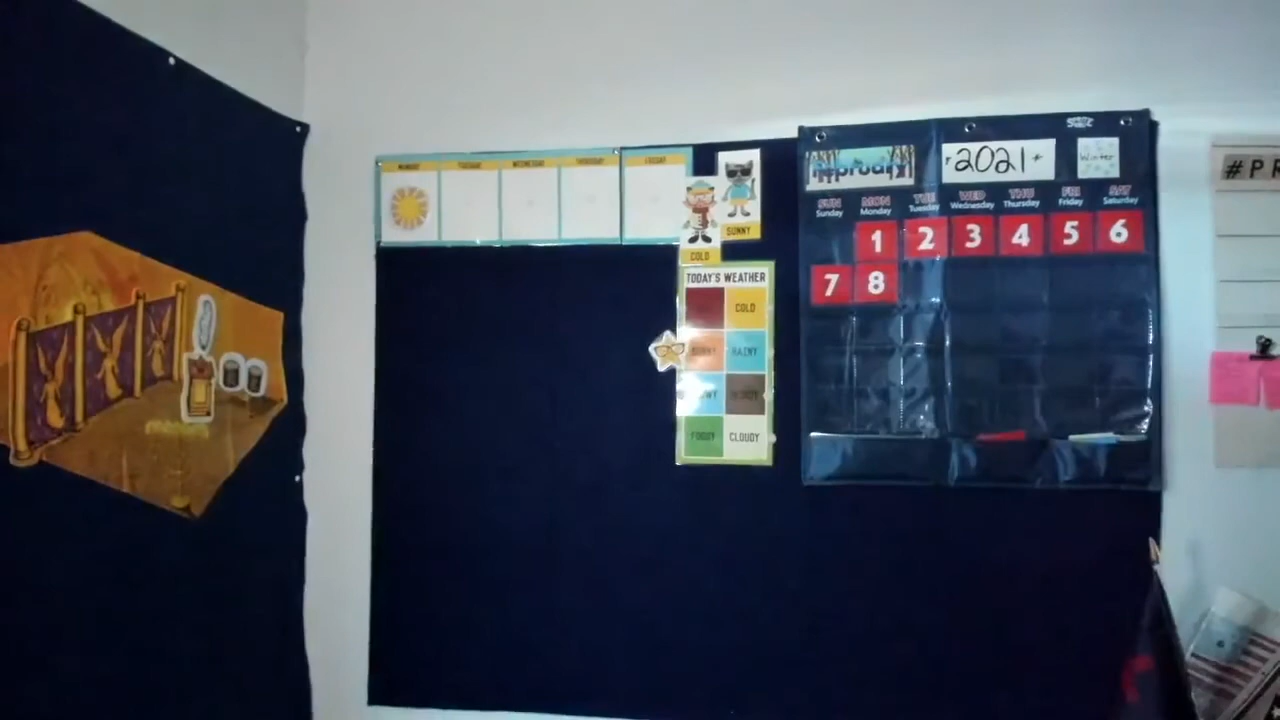 MONDAY TUESDAY WEDNESDAY THURSDAY FRIDAY
SUNNY
COLD
TODAY'S WEATHER
COLD
SUNNY RAINY
WINDY
FOGGY CLOUDY
February 2021 Winter
SUN MON TUE WED THU FRI SAT
Sunday Monday Tuesday Wednesday Thursday Friday Saturday
1 2 3 4 5 6
7 8
#PR